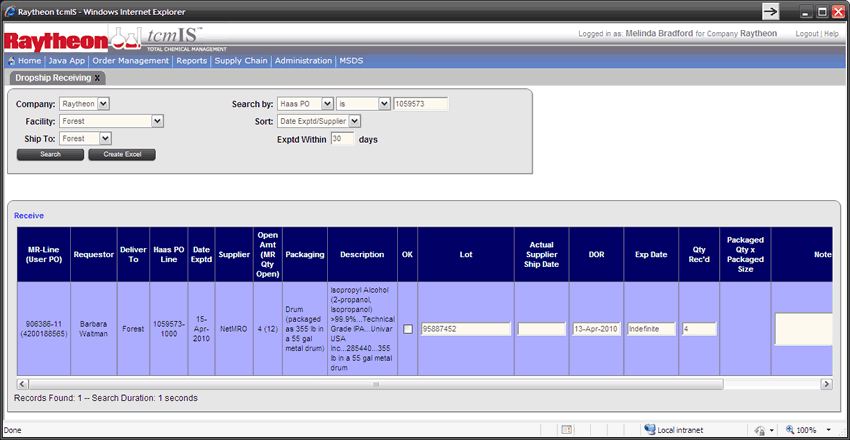 Raytheon tcmIS - Windows Internet Explorer
Raytheon tcmIS™
TOTAL CHEMICAL MANAGEMENT
Logged in as: Melinda Bradford for Company Raytheon Logout | Help
Home Java App Order Management Reports Supply Chain Administration MSDS
Dropship Receiving X
Company: Raytheon Search by: Haas PO is 1059573
Facility: Forest Sort: Date Exptd/Supplier
Ship To: Forest Exptd Within 30 days
Search Create Excel
Receive
MR-Line
(User PO)
Requestor
Deliver
To
Haas PO
Line
Date
Exptd
Supplier
Open
Amt
(MR
Qty
Open)
Packaging
Description
OK
Lot
Actual
Supplier
Ship Date
DOR
Exp Date
Qty
Rec'd
Packaged
Qty x
Packaged
Size
Note
906386-11
(4200188565)
Barbara
Waitman
Forest
1059573-
1000
15-
Apr-
2010
NetMRO
4 (12)
Drum
(packaged
as 355 lb in
a 55 gal
metal drum)
Isopropyl Alcohol
(2-propanol,
Isopropanol)
>99.9%...Technical
Grade IPA...Univar
USA
Inc...285440...355
lb in a 55 gal metal
drum
95887452
13-Apr-2010
Indefinite
4
Records Found: 1 -- Search Duration: 1 seconds
Done Local intranet 100%